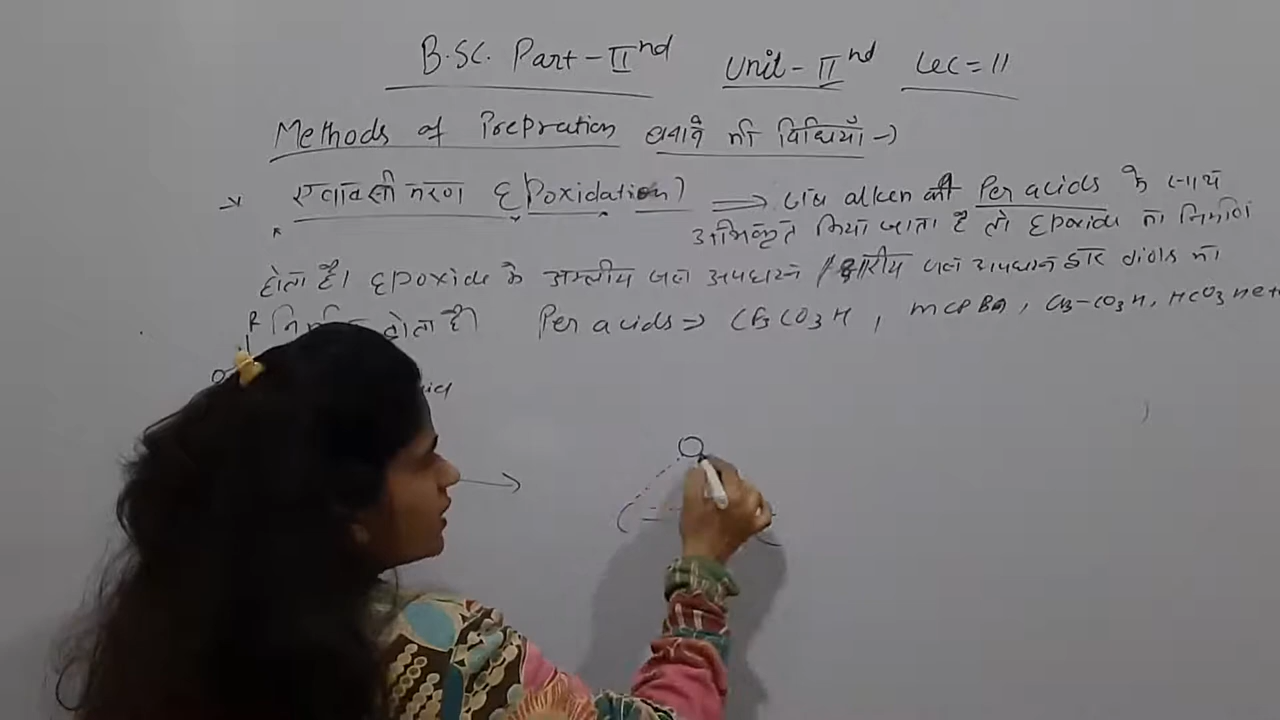 B.SC. Part-IInd Unit-IInd Lec=11
Methods of Prepration बनाने की विधियाँ →
एपॉक्सीकरण Epoxidation) ⇒ जब alken को Per acids के साथ
अभिकृत किया जाता है तो Epoxide का निर्माण
होता है। Epoxide के अम्लीय जल अपघटन / क्षारीय जल अपघटन द्वारा diols का
निर्माण होता है। Per acids ⇒ CF3CO3H, mCPBA, CH3-CO3H, HCO3H etc
R
O
O
C